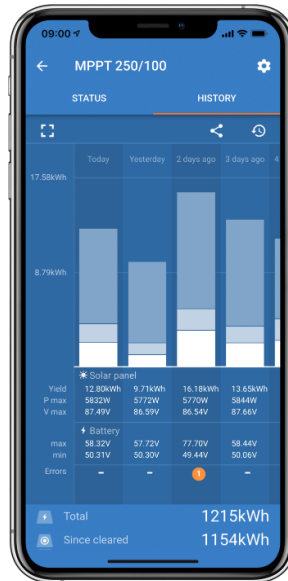 09:00
MPPT 250/100
STATUS HISTORY
Today Yesterday 2 days ago 3 days ago 4
17.58kWh
8.79kWh
Solar panel
Yield 12.80kWh 9.71kWh 16.18kWh 13.65kWh
P max 5832W 5772W 5770W 5844W
V max 87.49V 86.59V 86.54V 87.66V
Battery
max 58.32V 57.72V 77.70V 58.44V
min 50.31V 50.30V 49.44V 50.06V
Errors – – 1 –
Total 1215kWh
Since cleared 1154kWh